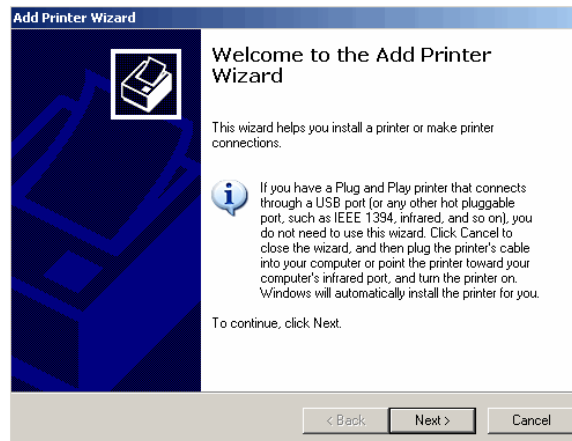 Add Printer Wizard
Welcome to the Add Printer
Wizard
This wizard helps you install a printer or make printer
connections.
If you have a Plug and Play printer that connects
through a USB port (or any other hot pluggable
port, such as IEEE 1394, infrared, and so on), you
do not need to use this wizard. Click Cancel to
close the wizard, and then plug the printer's cable
into your computer or point the printer toward your
computer's infrared port, and turn the printer on.
Windows will automatically install the printer for you.
To continue, click Next.
< Back
Next >
Cancel